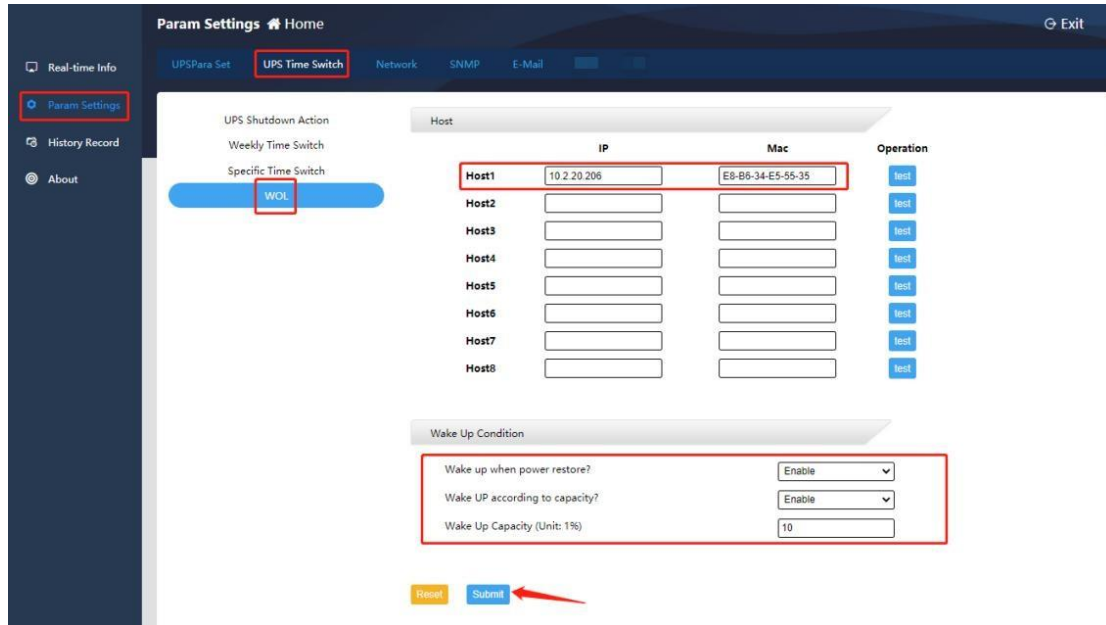 Param Settings Home
Exit
Real-time Info
Param Settings
History Record
About
UPSPara Set UPS Time Switch Network SNMP E-Mail
UPS Shutdown Action
Weekly Time Switch
Specific Time Switch
WOL
Host
IP Mac Operation
Host1 10.2.20.206 E8-B6-34-E5-55-35 test
Host2 test
Host3 test
Host4 test
Host5 test
Host6 test
Host7 test
Host8 test
Wake Up Condition
Wake up when power restore? Enable
Wake UP according to capacity? Enable
Wake Up Capacity (Unit: 1%) 10
Reset Submit